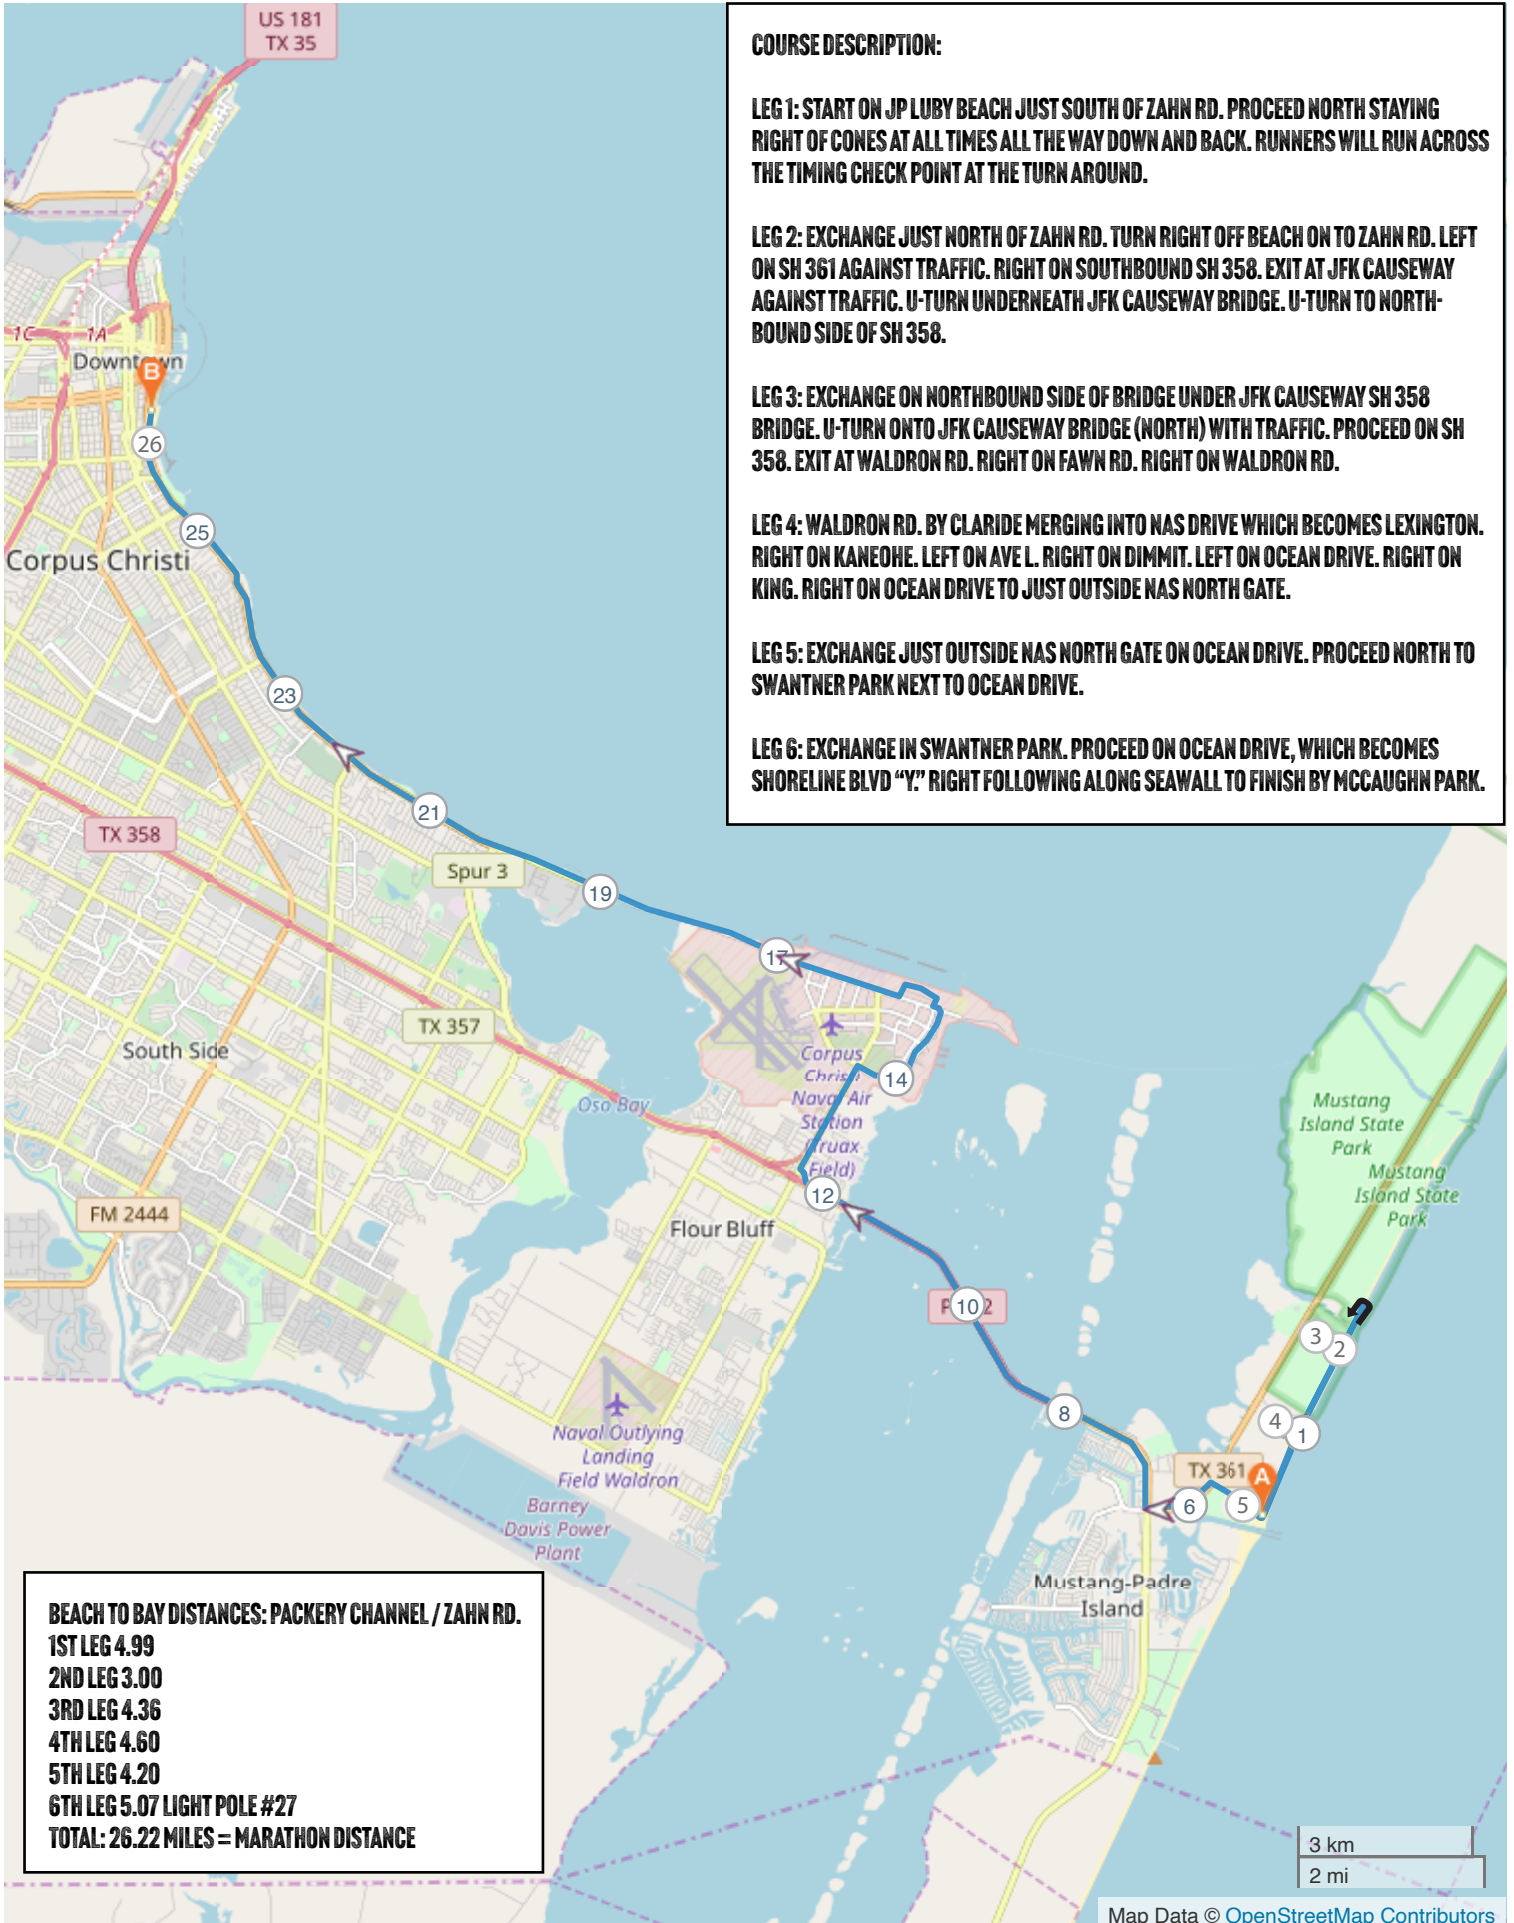 US 181
TX 35
COURSE DESCRIPTION:
LEG 1: START ON JP LUBY BEACH JUST SOUTH OF ZAHN RD. PROCEED NORTH STAYING
RIGHT OF CONES AT ALL TIMES ALL THE WAY DOWN AND BACK. RUNNERS WILL RUN ACROSS
THE TIMING CHECK POINT AT THE TURN AROUND.
LEG 2: EXCHANGE JUST NORTH OF ZAHN RD. TURN RIGHT OFF BEACH ON TO ZAHN RD. LEFT
ON SH 361 AGAINST TRAFFIC. RIGHT ON SOUTHBOUND SH 358. EXIT AT JFK CAUSEWAY
AGAINST TRAFFIC. U-TURN UNDERNEATH JFK CAUSEWAY BRIDGE. U-TURN TO NORTH-
BOUND SIDE OF SH 358.
LEG 3: EXCHANGE ON NORTHBOUND SIDE OF BRIDGE UNDER JFK CAUSEWAY SH 358
BRIDGE. U-TURN ONTO JFK CAUSEWAY BRIDGE (NORTH) WITH TRAFFIC. PROCEED ON SH
358. EXIT AT WALDRON RD. RIGHT ON FAWN RD. RIGHT ON WALDRON RD.
LEG 4: WALDRON RD. BY CLARIDE MERGING INTO NAS DRIVE WHICH BECOMES LEXINGTON.
RIGHT ON KANEOHE. LEFT ON AVE L. RIGHT ON DIMMIT. LEFT ON OCEAN DRIVE. RIGHT ON
KING. RIGHT ON OCEAN DRIVE TO JUST OUTSIDE NAS NORTH GATE.
LEG 5: EXCHANGE JUST OUTSIDE NAS NORTH GATE ON OCEAN DRIVE. PROCEED NORTH TO
SWANTNER PARK NEXT TO OCEAN DRIVE.
LEG 6: EXCHANGE IN SWANTNER PARK. PROCEED ON OCEAN DRIVE, WHICH BECOMES
SHORELINE BLVD “Y.” RIGHT FOLLOWING ALONG SEAWALL TO FINISH BY MCCAUGHN PARK.
1C
1A
Downtown
B
26
25
Corpus Christi
23
21
TX 358
Spur 3
19
17
TX 357
South Side
Corpus
Christi
Naval Air
Station
(Truax
Field)
14
Oso Bay
12
FM 2444
Flour Bluff
Mustang
Island State
Park
Mustang
Island State
Park
10
3
2
8
4
1
Naval Outlying
Landing
Field Waldron
TX 361
A
6
5
Barney
Davis Power
Plant
Mustang-Padre
Island
BEACH TO BAY DISTANCES: PACKERY CHANNEL / ZAHN RD.
1ST LEG 4.99
2ND LEG 3.00
3RD LEG 4.36
4TH LEG 4.60
5TH LEG 4.20
6TH LEG 5.07 LIGHT POLE #27
TOTAL: 26.22 MILES = MARATHON DISTANCE
3 km
2 mi
Map Data © OpenStreetMap Contributors